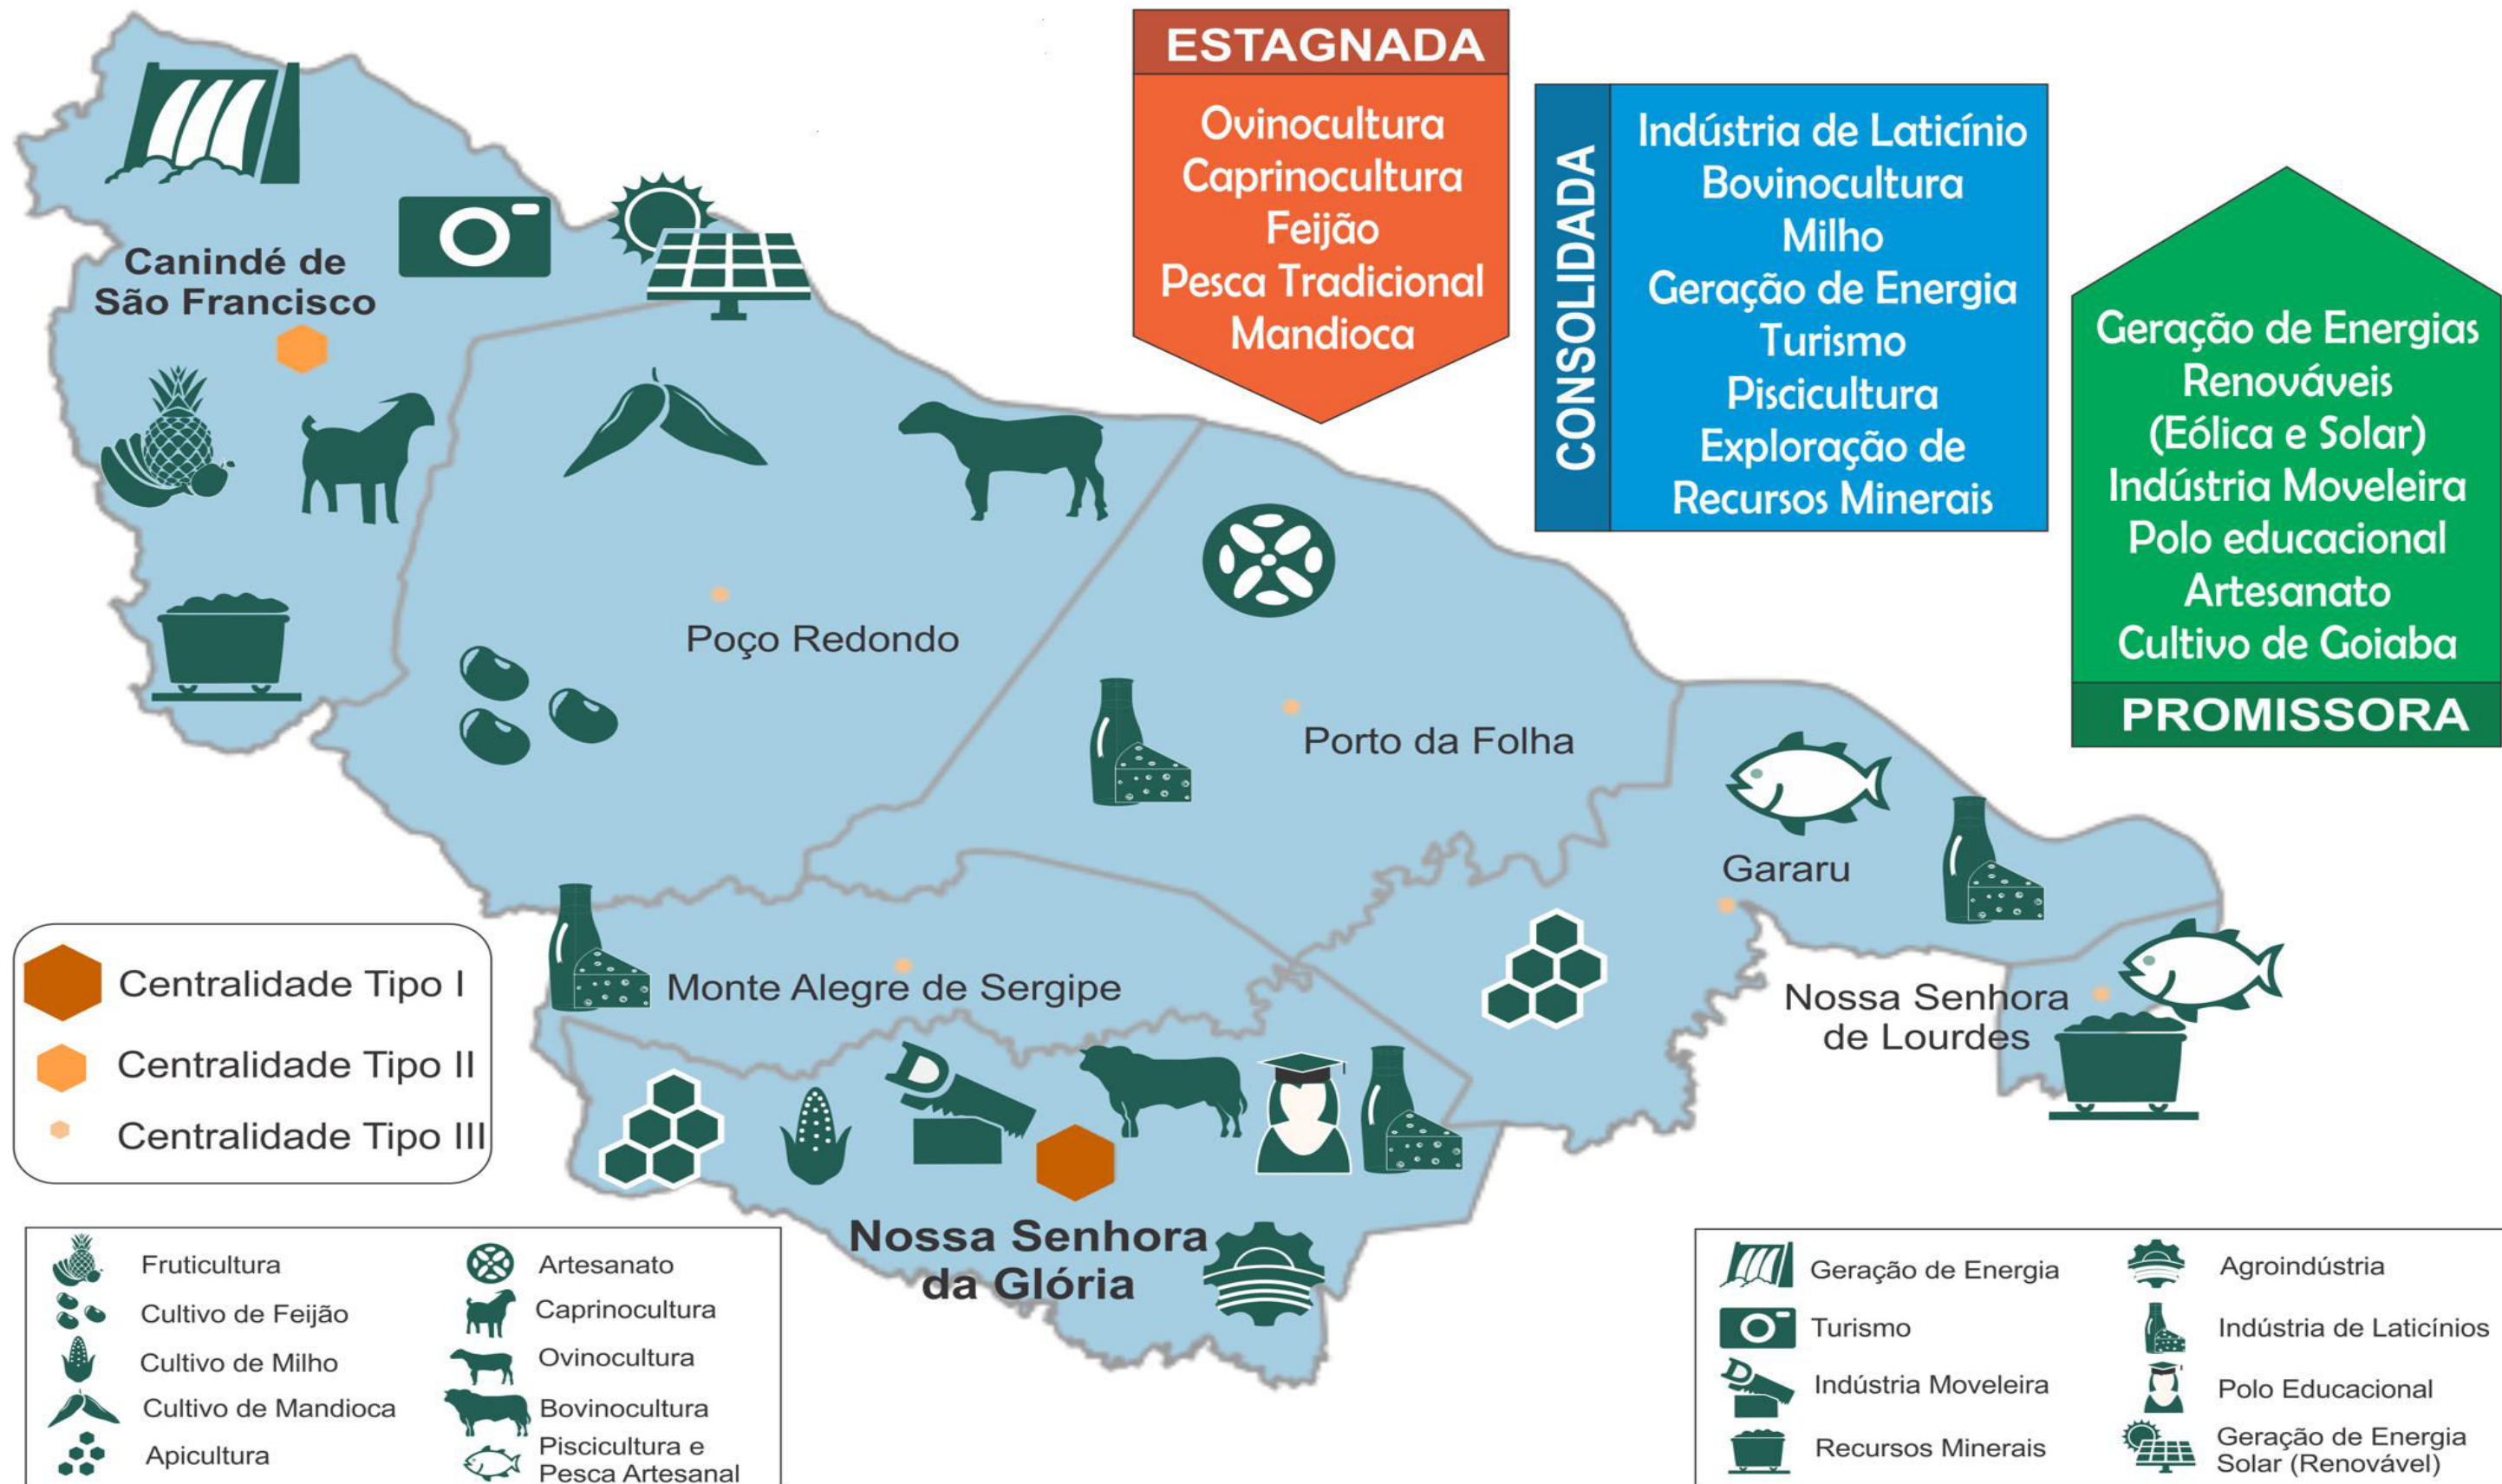 ESTAGNADA
Ovinocultura
Caprinocultura
Feijão
Pesca Tradicional
Mandioca
CONSOLIDADA
Indústria de Laticínio
Bovinocultura
Milho
Geração de Energia
Turismo
Piscicultura
Exploração de
Recursos Minerais
Geração de Energias
Renováveis
(Eólica e Solar)
Indústria Moveleira
Polo educacional
Artesanato
Cultivo de Goiaba
PROMISSORA
Canindé de
São Francisco
Poço Redondo
Porto da Folha
Gararu
Monte Alegre de Sergipe
Nossa Senhora
de Lourdes
Nossa Senhora
da Glória
Centralidade Tipo I
Centralidade Tipo II
Centralidade Tipo III
Fruticultura
Cultivo de Feijão
Cultivo de Milho
Cultivo de Mandioca
Apicultura
Artesanato
Caprinocultura
Ovinocultura
Bovinocultura
Piscicultura e
Pesca Artesanal
Geração de Energia
Turismo
Indústria Moveleira
Recursos Minerais
Agroindústria
Indústria de Laticínios
Polo Educacional
Geração de Energia
Solar (Renovável)